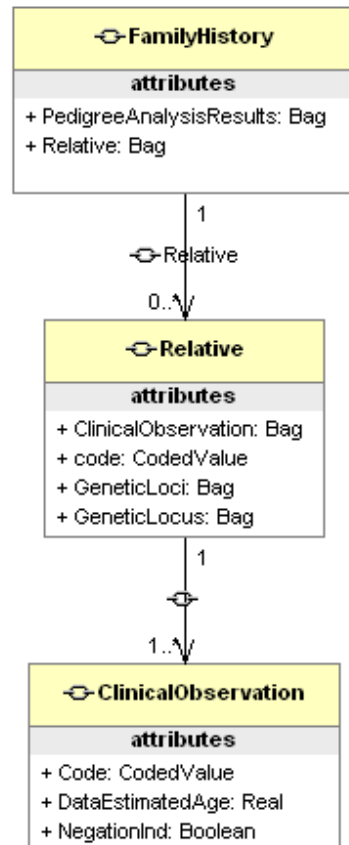 FamilyHistory
attributes
+ PedigreeAnalysisResults: Bag
+ Relative: Bag
1
Relative
0..*
Relative
attributes
+ ClinicalObservation: Bag
+ code: CodedValue
+ GeneticLoci: Bag
+ GeneticLocus: Bag
1
1..*
ClinicalObservation
attributes
+ Code: CodedValue
+ DataEstimatedAge: Real
+ NegationInd: Boolean